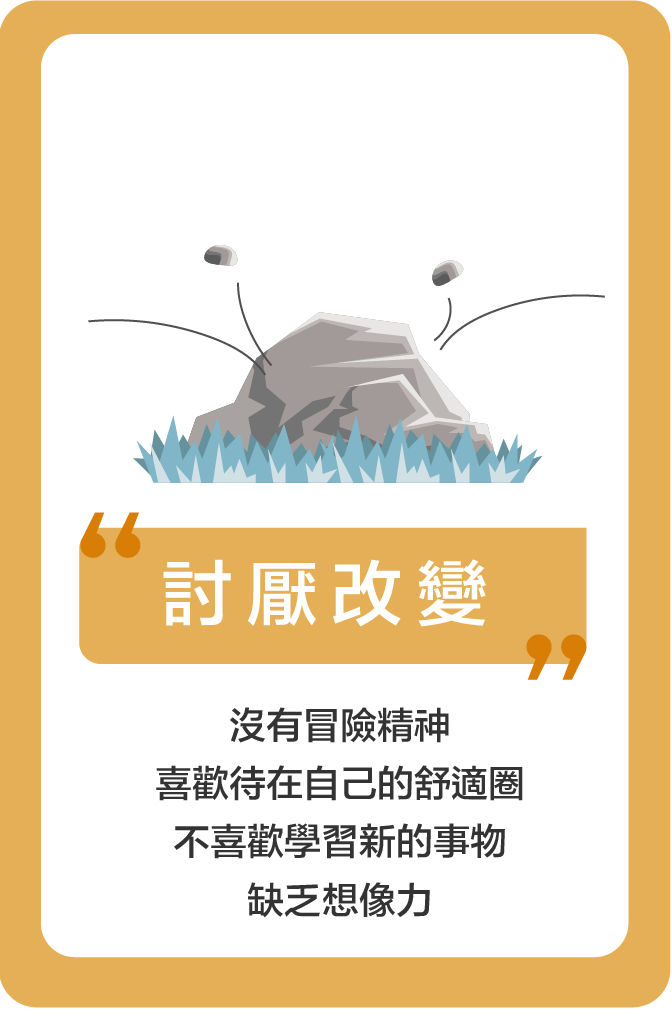 討厭改變
沒有冒險精神
喜歡待在自己的舒適圈
不喜歡學習新的事物
缺乏想像力